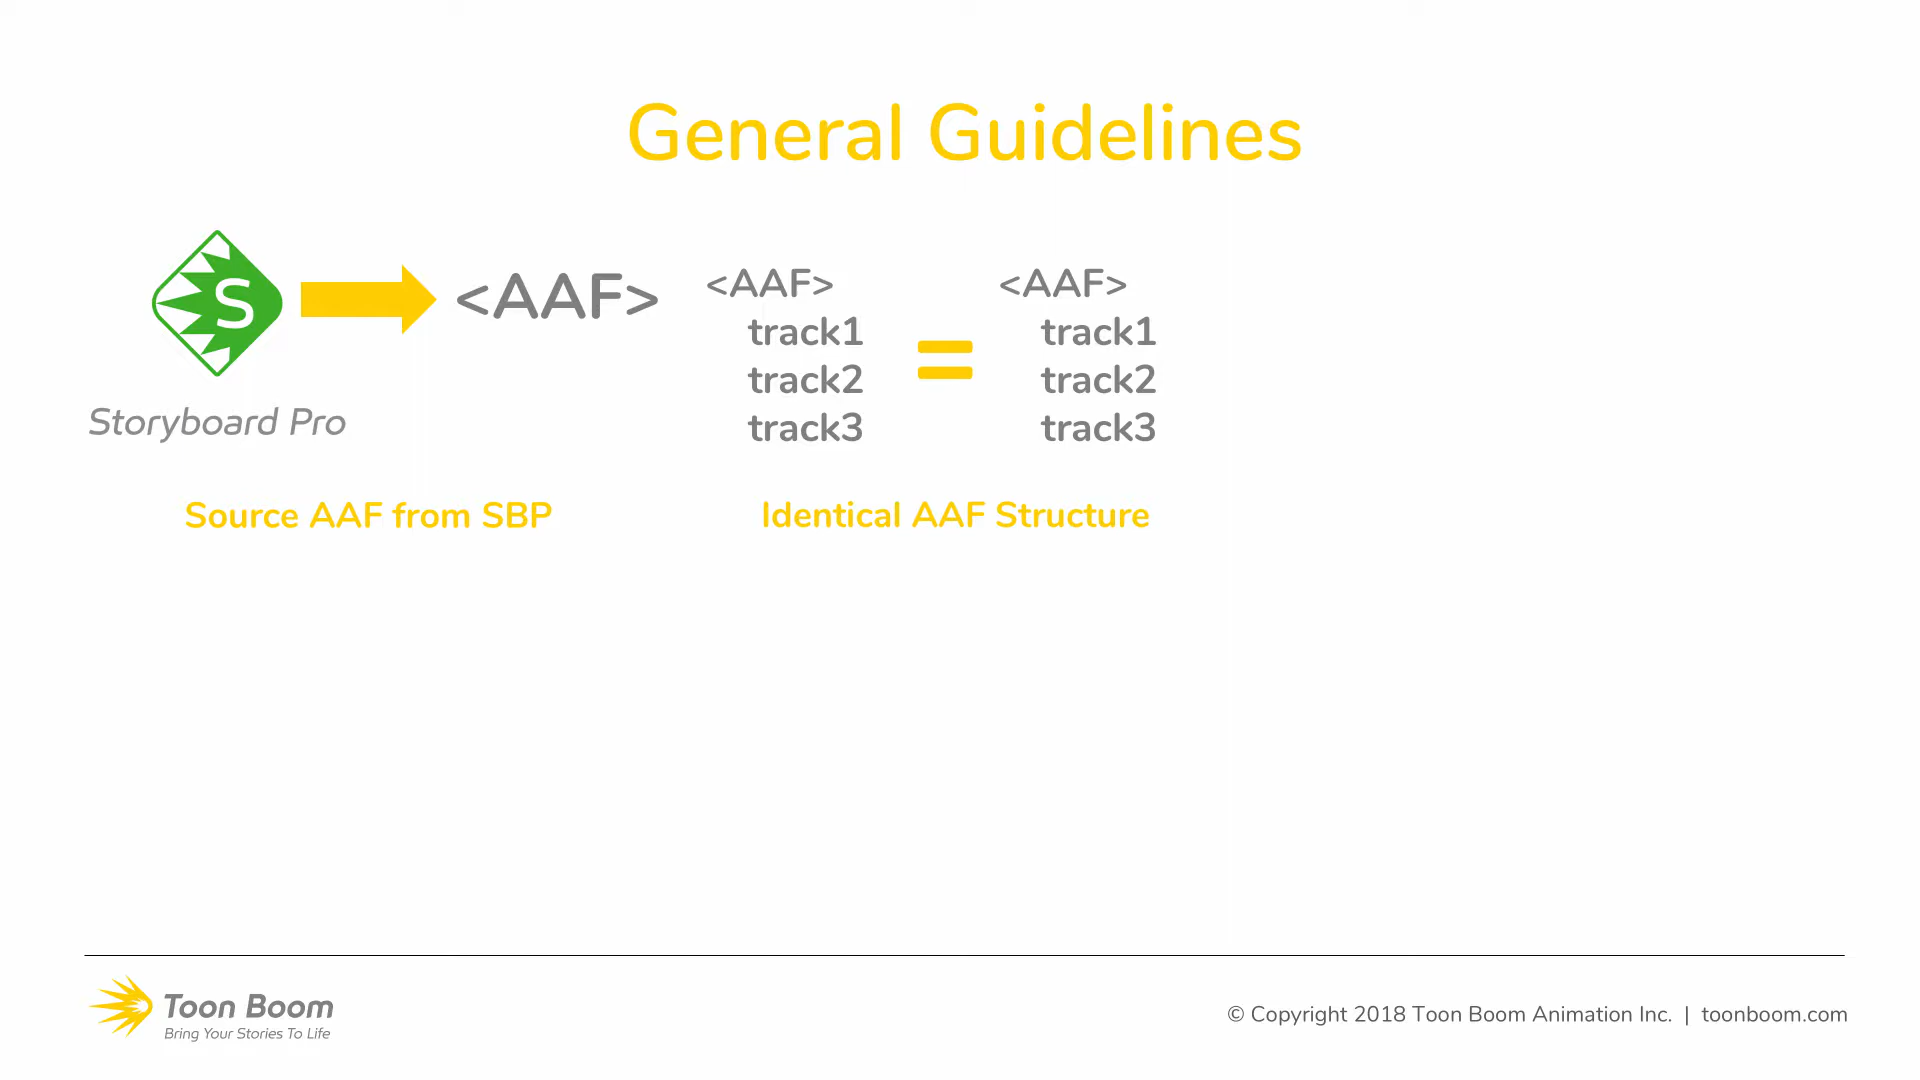 General Guidelines
S
<AAF>
Storyboard Pro
Source AAF from SBP
<AAF>
track1
track2
track3
=
<AAF>
track1
track2
track3
Identical AAF Structure
Toon Boom
Bring Your Stories To Life
© Copyright 2018 Toon Boom Animation Inc. | toonboom.com